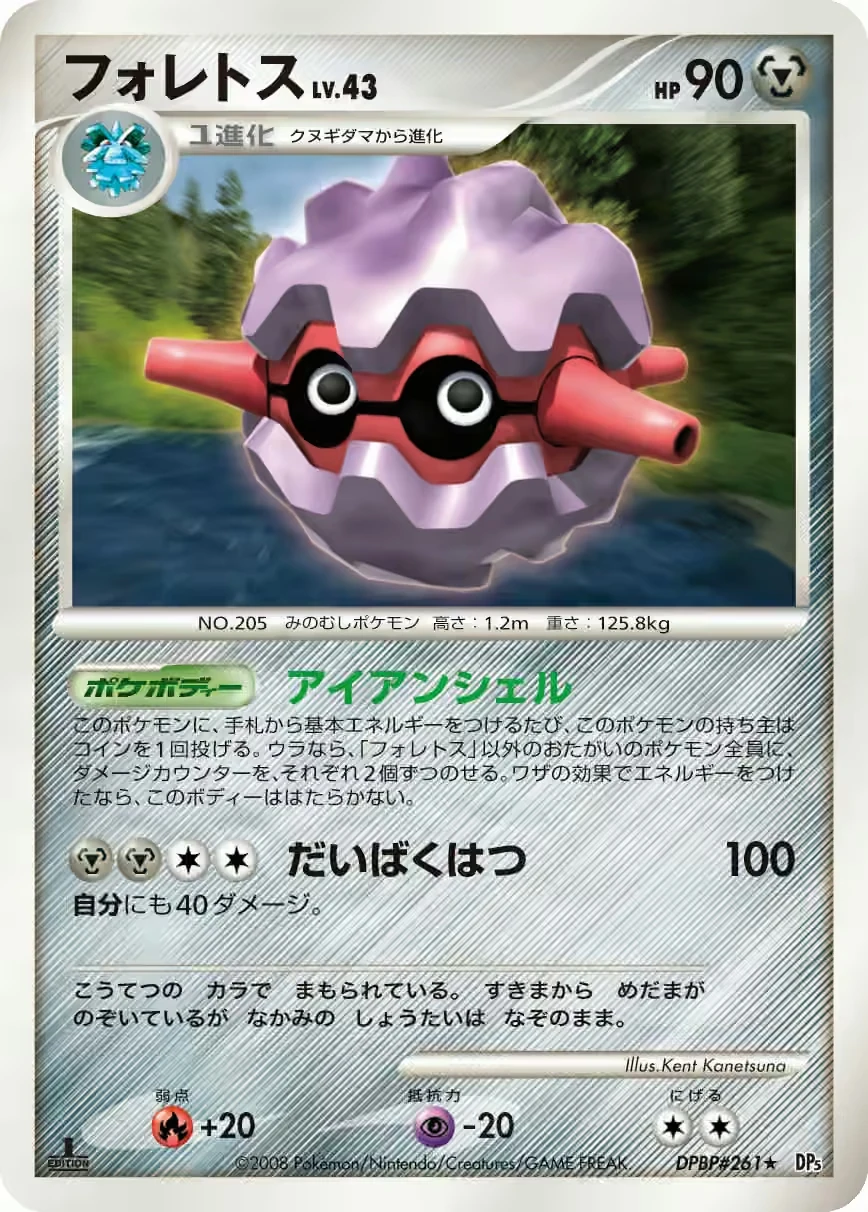 フォレトス LV.43 HP 90
1進化 クヌギダマから進化
NO.205 みのむしポケモン 高さ：1.2m 重さ：125.8kg
ポケボディー アイアンシェル
このポケモンに、手札から基本エネルギーをつけるたび、このポケモンの持ち主は
コインを1回投げる。ウラなら、「フォレトス」以外のおたがいのポケモン全員に、
ダメージカウンターを、それぞれ2個ずつのせる。ワザの効果でエネルギーをつけ
たなら、このボディーははたらかない。
だいばくはつ 100
自分にも40ダメージ。
こうてつの カラで まもられている。 すきまから めだまが
のぞいているが なかみの しょうたいは なぞのまま。
Illus.Kent Kanetsuna
弱点 抵抗力 にげる
+20 -20
1 EDITION ©2008 Pokémon/Nintendo/Creatures/GAME FREAK. DPBP#261★ DP5